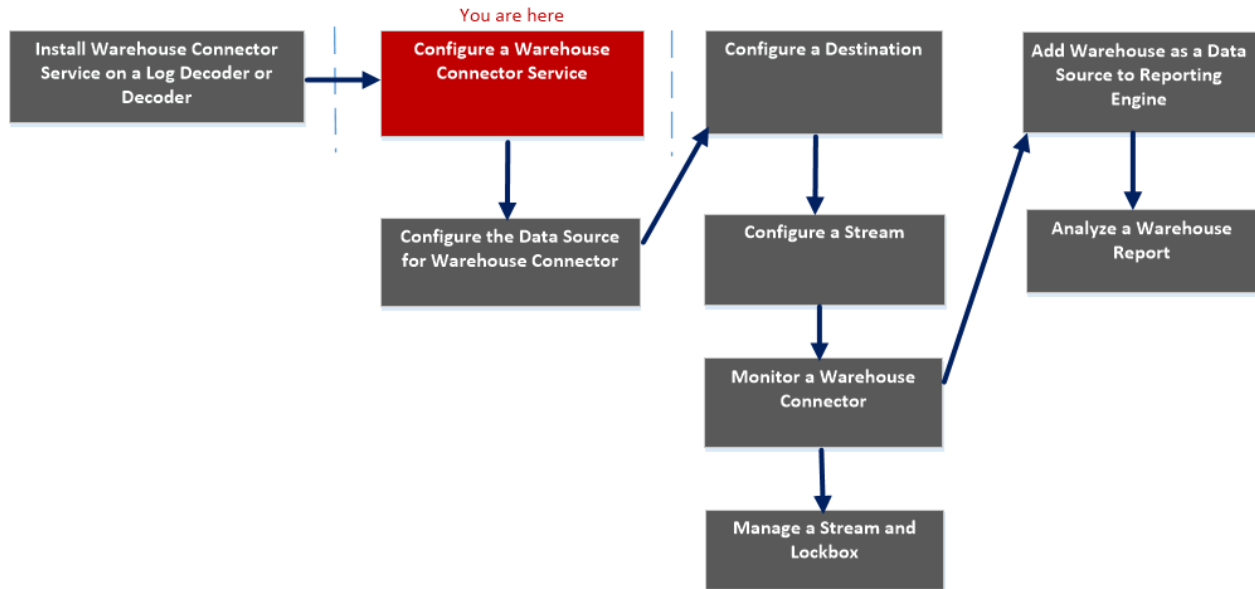 You are here
Install Warehouse Connector
Service on a Log Decoder or
Decoder
Configure a Warehouse
Connector Service
Configure the Data Source
for Warehouse Connector
Configure a Destination
Configure a Stream
Monitor a Warehouse
Connector
Manage a Stream and
Lockbox
Add Warehouse as a Data
Source to Reporting
Engine
Analyze a Warehouse
Report